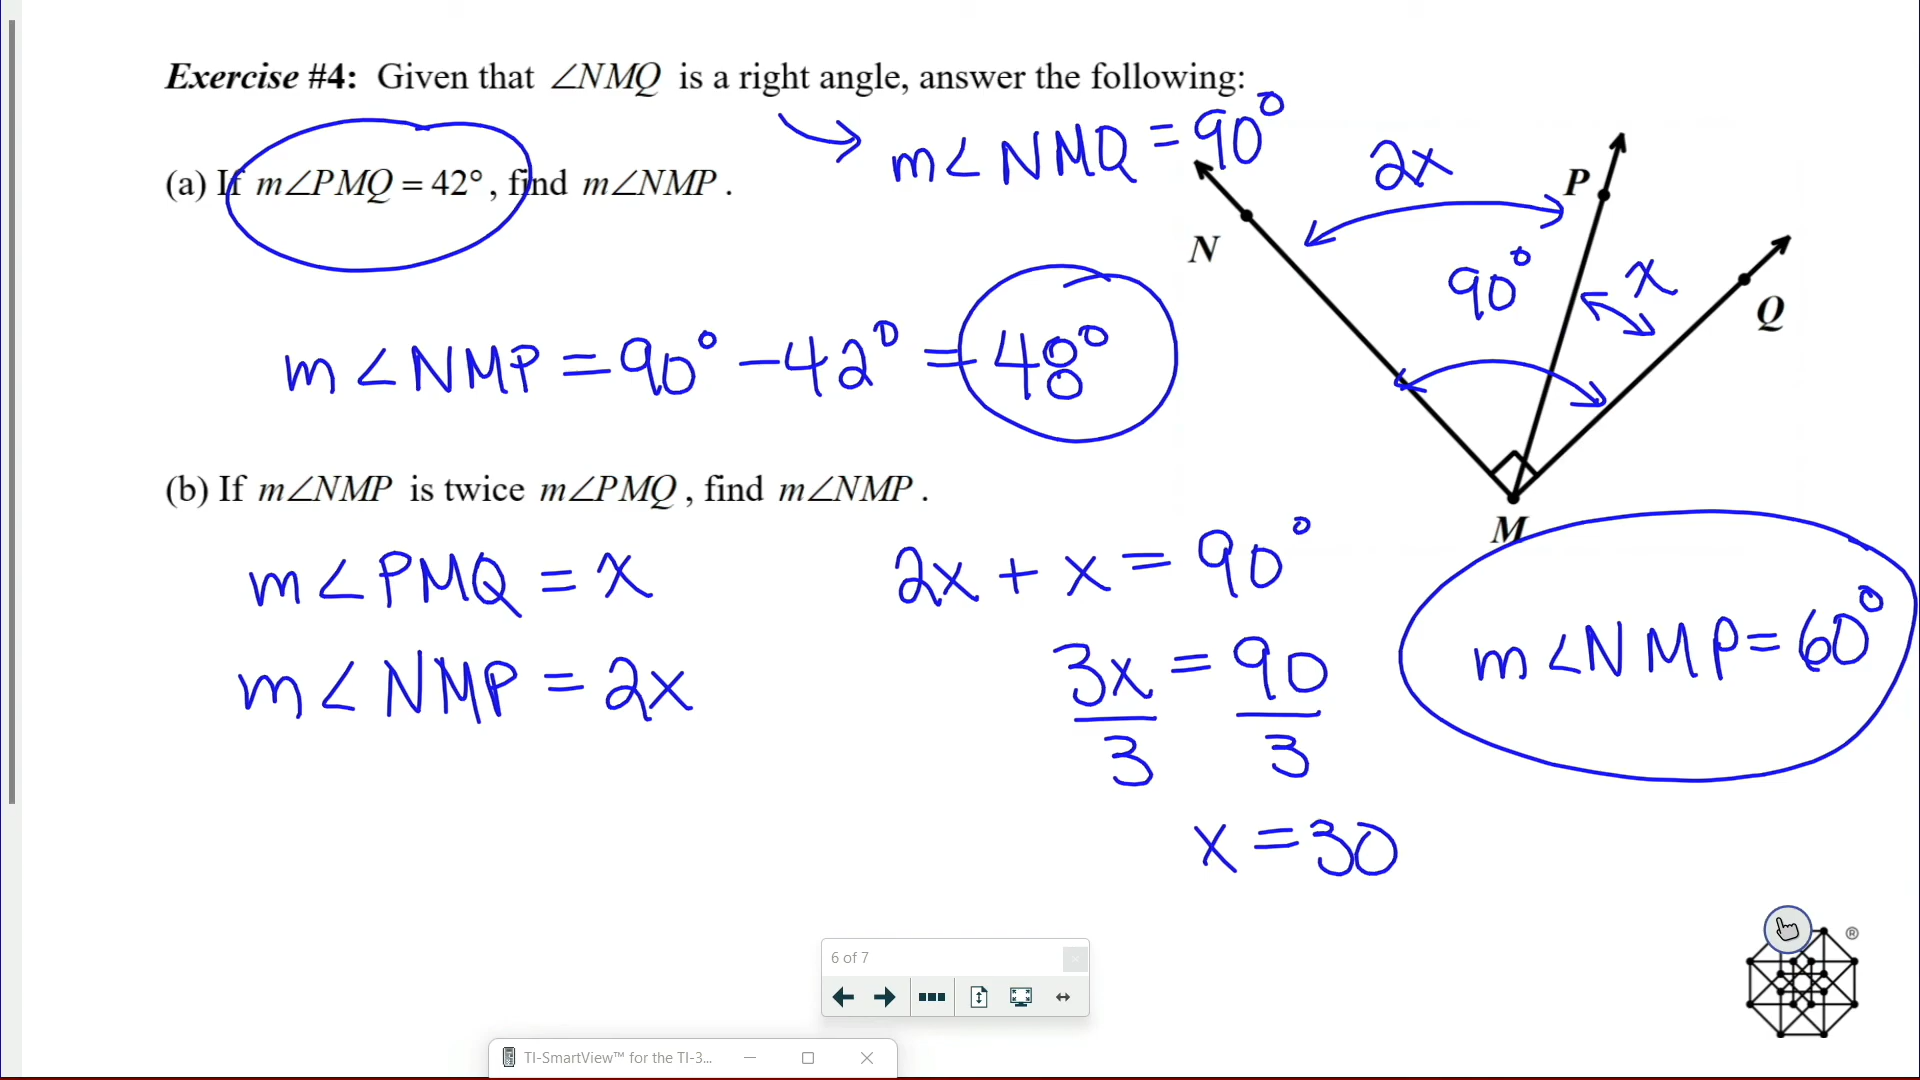 Exercise #4: Given that ∠NMQ is a right angle, answer the following:
m∠NMQ = 90°
(a) If m∠PMQ = 42°, find m∠NMP.
2x
P
N
90°
x
Q
m∠NMP = 90° - 42° = 48°
(b) If m∠NMP is twice m∠PMQ, find m∠NMP.
M
m∠PMQ = x
2x + x = 90°
m∠NMP = 2x
3x = 90
3 3
m∠NMP = 60°
x = 30
®
6 of 7
TI-SmartView™ for the TI-3...